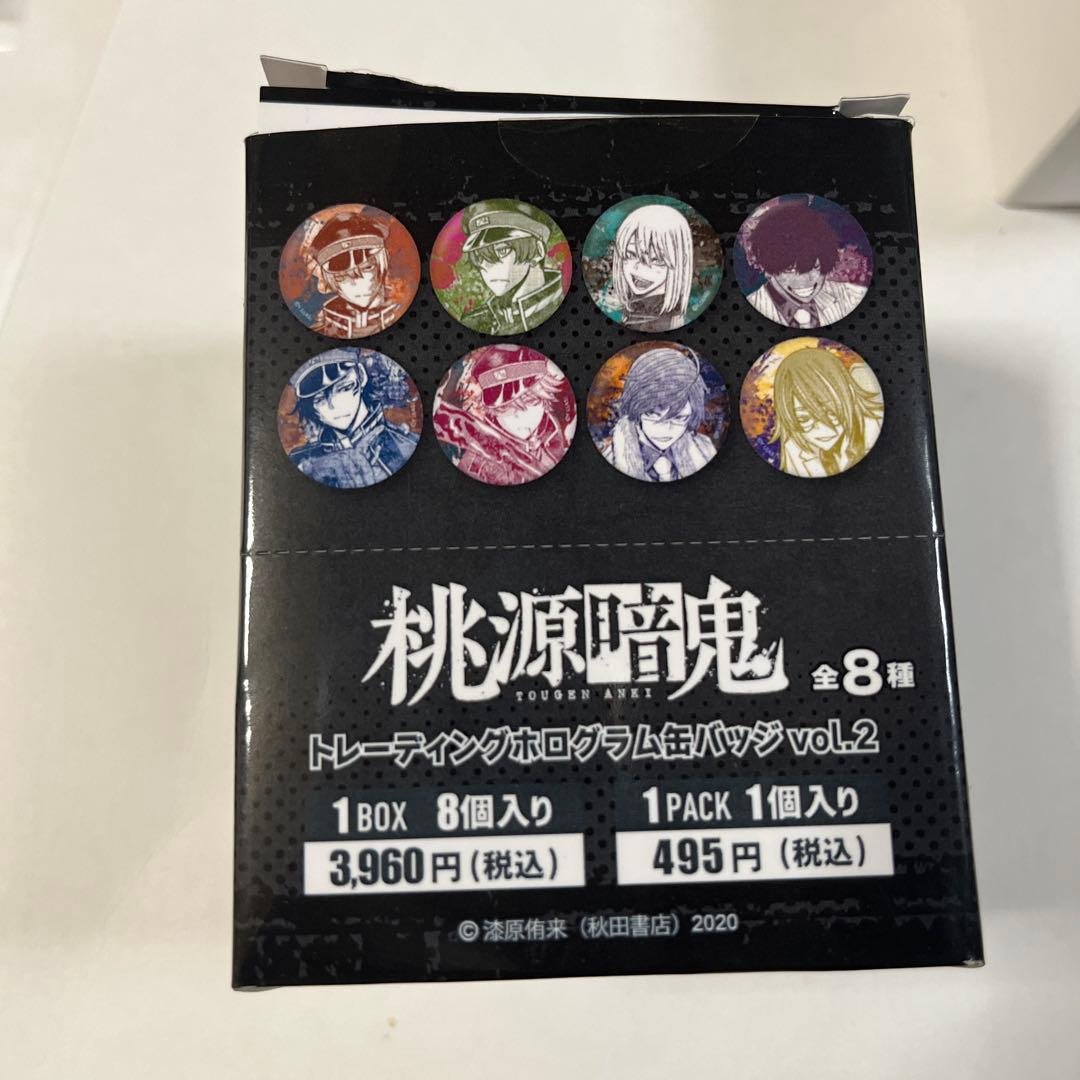 桃源暗鬼
TOUGEN ANKI
全8種
トレーディングホログラム缶バッジ vol.2
1BOX 8個入り
3,960円(税込)
1PACK 1個入り
495円(税込)
©漆原侑来(秋田書店)2020